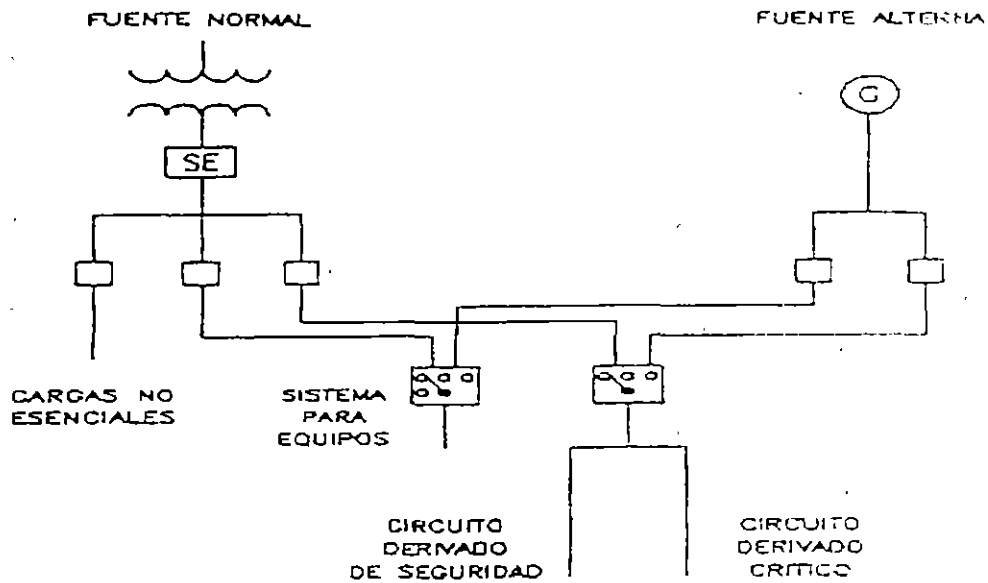 FUENTE NORMAL
FUENTE ALTERNA
G
SE
CARGAS NO
ESENCIALES
SISTEMA
PARA
EQUIPOS
CIRCUITO
DERIVADO
DE SEGURIDAD
CIRCUITO
DERIVADO
CRITICO